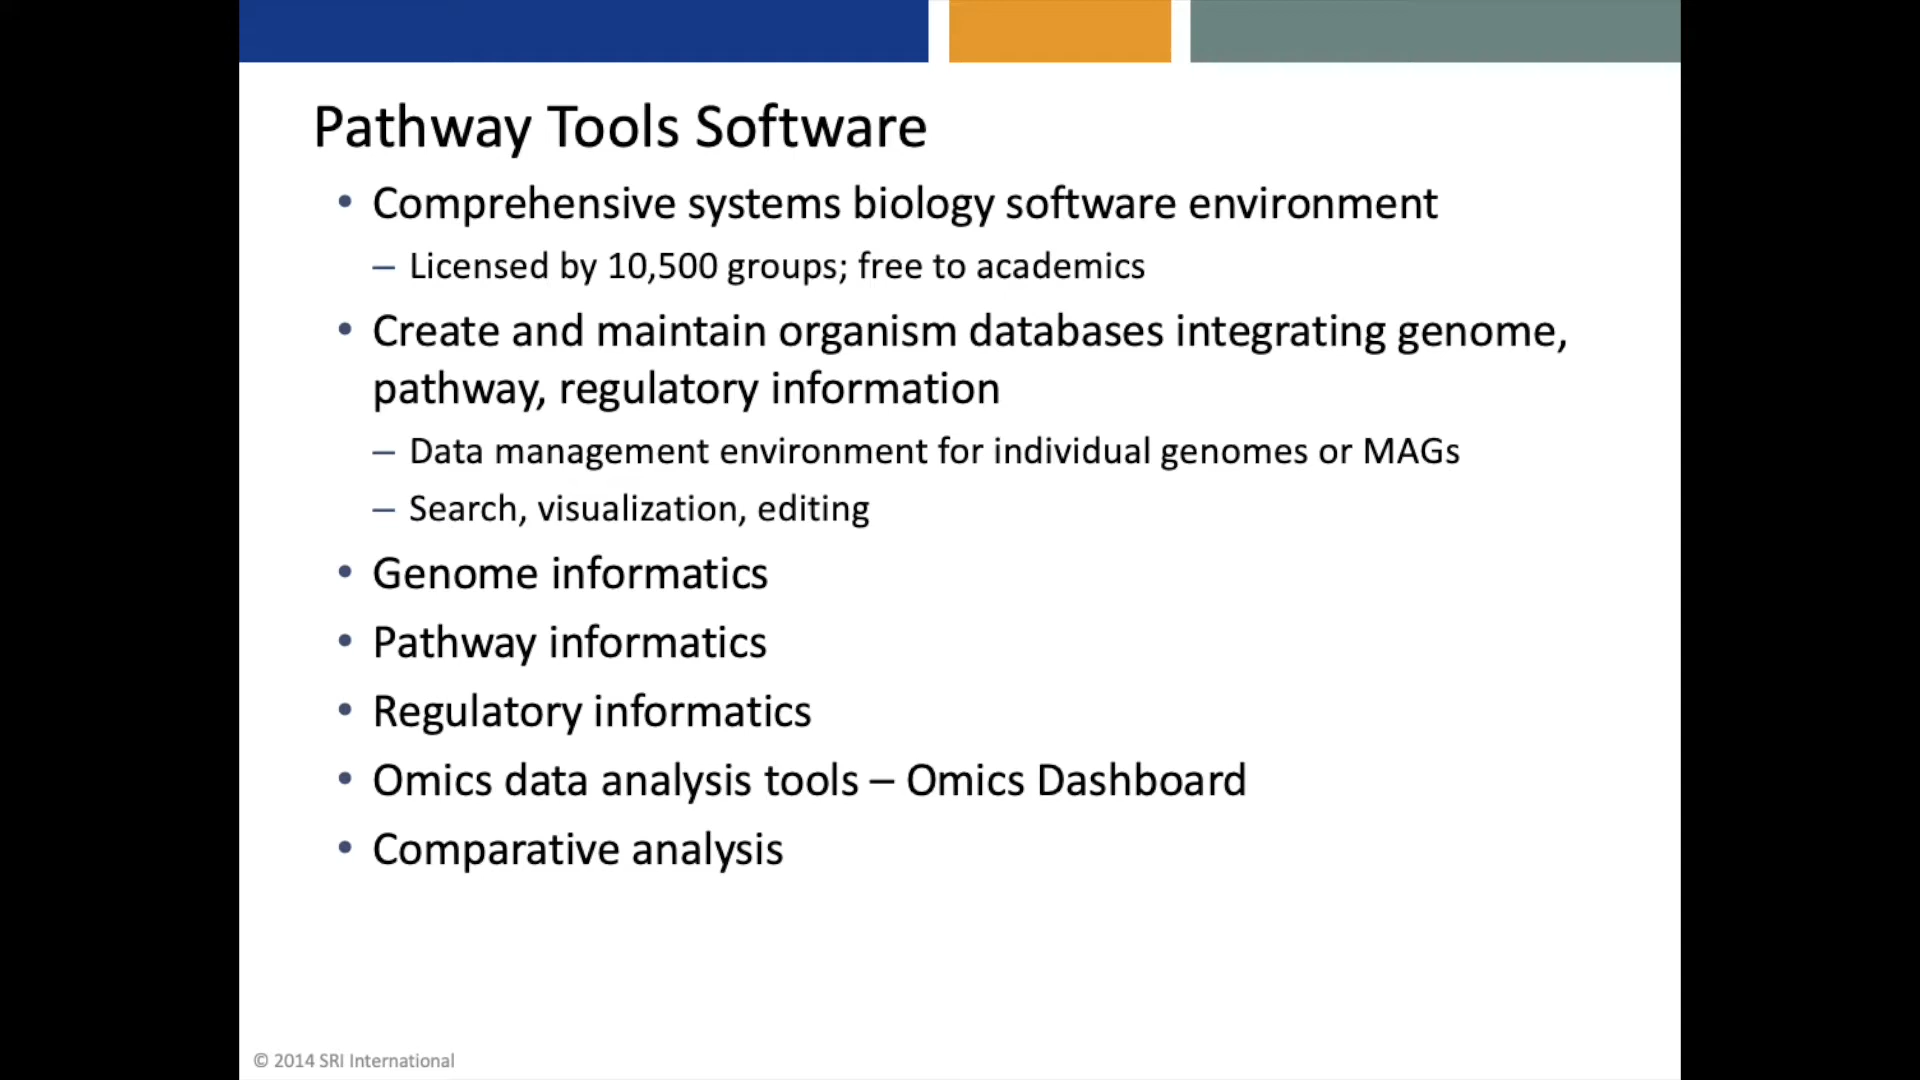 Pathway Tools Software
• Comprehensive systems biology software environment
– Licensed by 10,500 groups; free to academics
• Create and maintain organism databases integrating genome,
pathway, regulatory information
– Data management environment for individual genomes or MAGs
– Search, visualization, editing
• Genome informatics
• Pathway informatics
• Regulatory informatics
• Omics data analysis tools – Omics Dashboard
• Comparative analysis
© 2014 SRI International